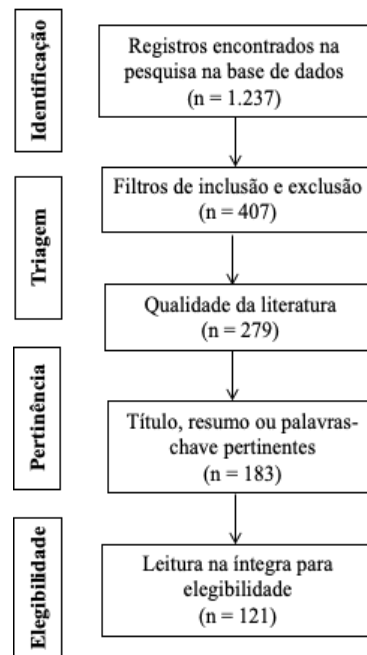 Identificação
Registros encontrados na
pesquisa na base de dados
(n = 1.237)
Triagem
Filtros de inclusão e exclusão
(n = 407)
Qualidade da literatura
(n = 279)
Pertinência
Título, resumo ou palavras-
chave pertinentes
(n = 183)
Elegibilidade
Leitura na íntegra para
elegibilidade
(n = 121)